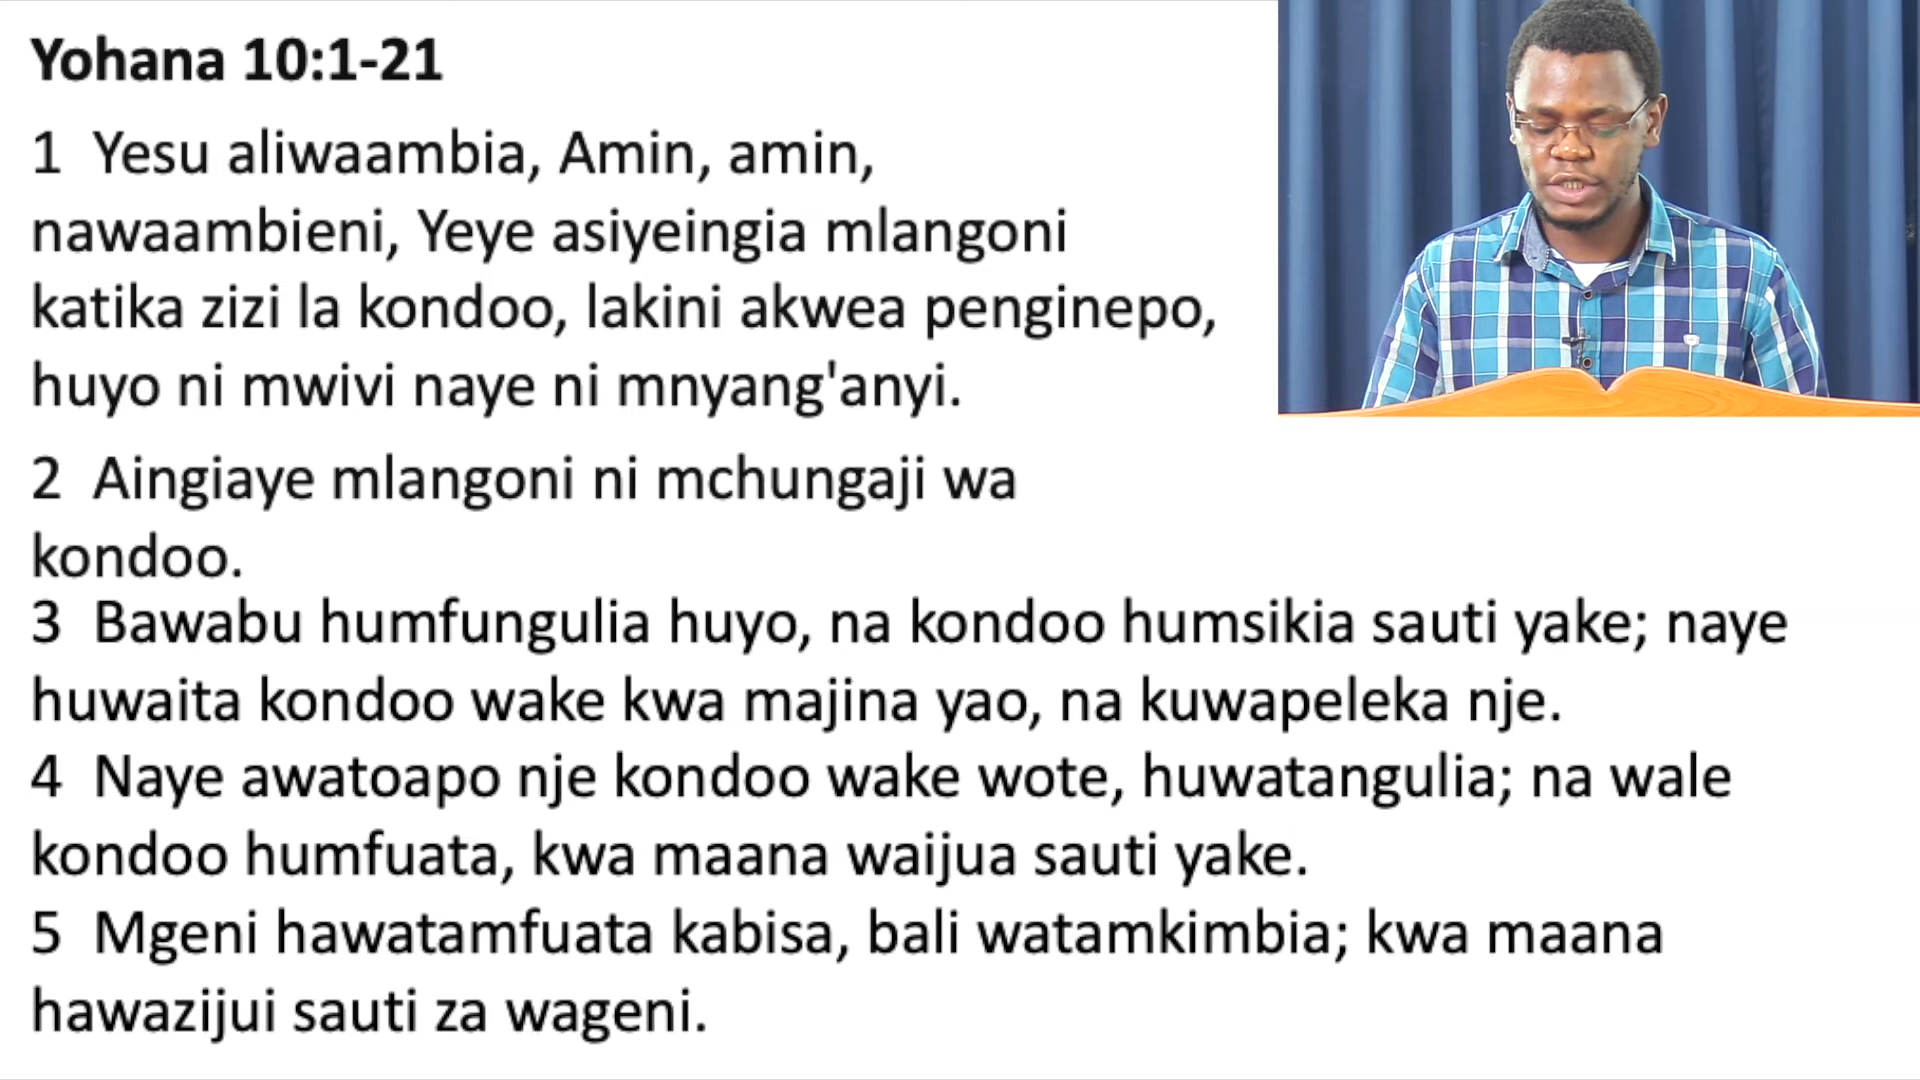 Yohana 10:1-21
1 Yesu aliwaambia, Amin, amin,
nawaambieni, Yeye asiyeingia mlangoni
katika zizi la kondoo, lakini akwea penginepo,
huyo ni mwivi naye ni mnyang'anyi.
2 Aingiaye mlangoni ni mchungaji wa
kondoo.
3 Bawabu humfungulia huyo, na kondoo humsikia sauti yake; naye
huwaita kondoo wake kwa majina yao, na kuwapeleka nje.
4 Naye awatoapo nje kondoo wake wote, huwatangulia; na wale
kondoo humfuata, kwa maana waijua sauti yake.
5 Mgeni hawatamfuata kabisa, bali watamkimbia; kwa maana
hawazijui sauti za wageni.